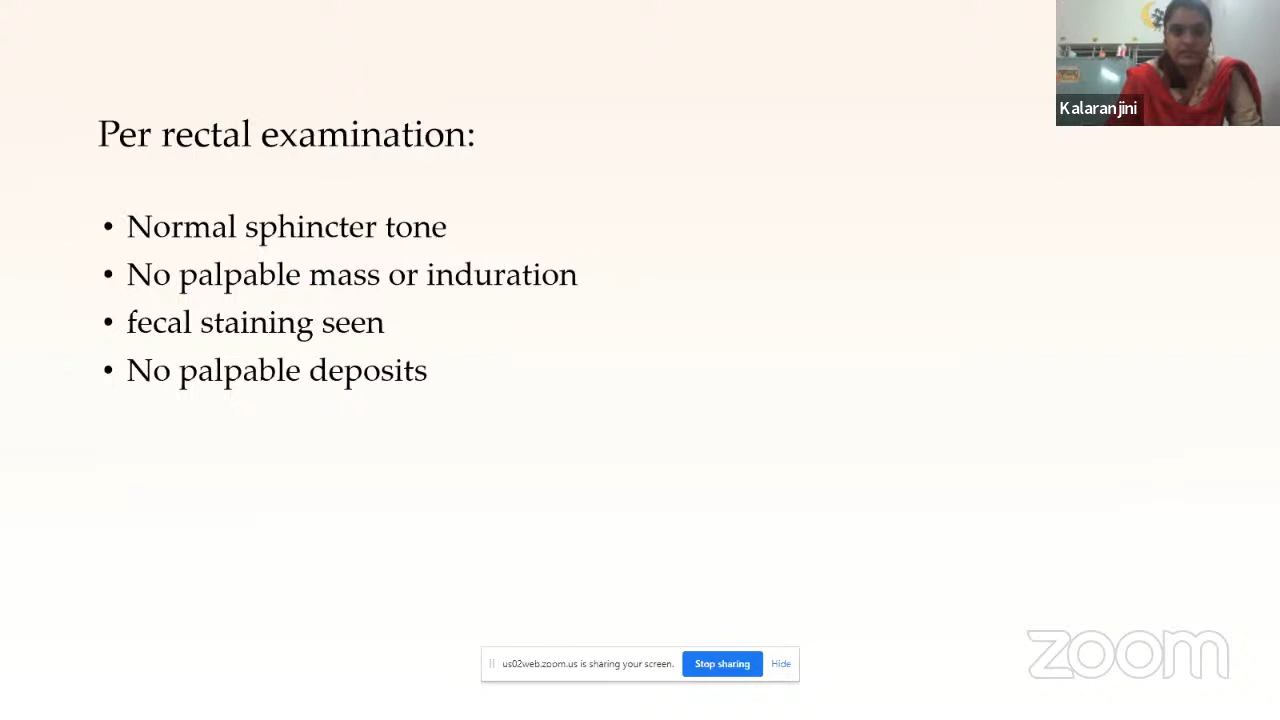 Kalaranjini
Per rectal examination:
• Normal sphincter tone
• No palpable mass or induration
• fecal staining seen
• No palpable deposits
us02web.zoom.us is sharing your screen.
Stop sharing
Hide
zoom